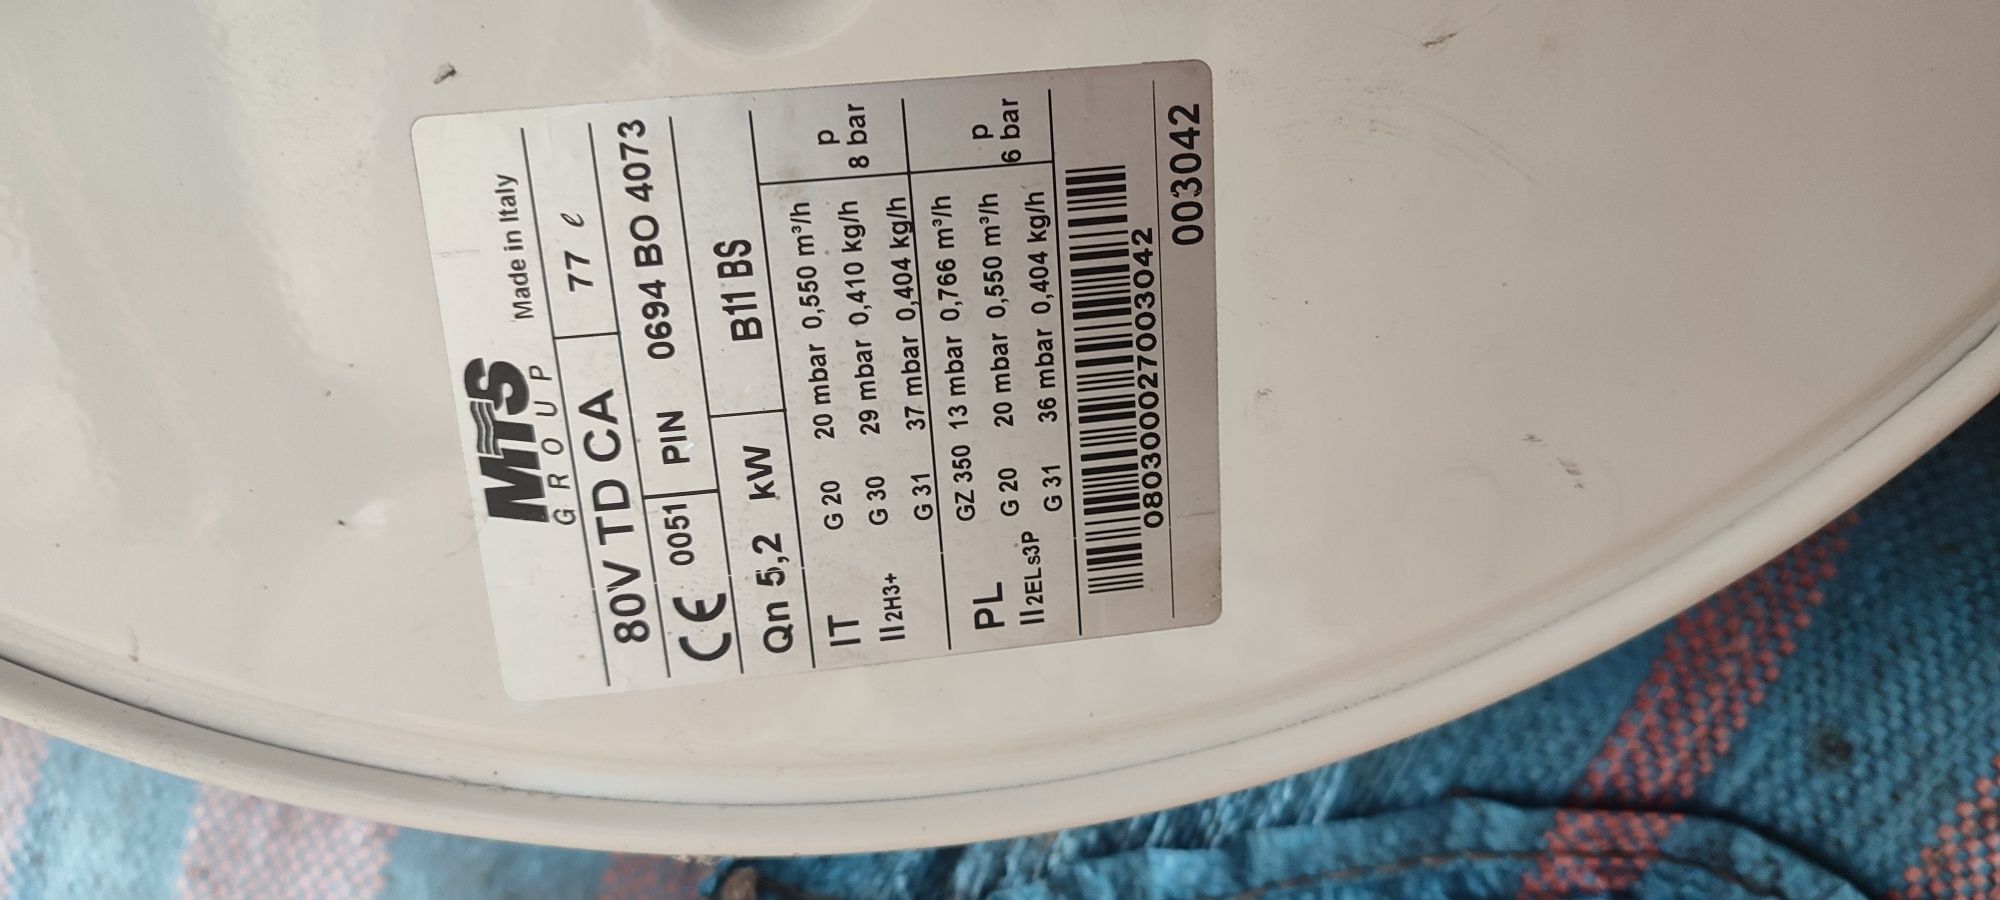 MTS
GROUP Made in Italy
80V TD CA 77 ℓ
CE 0051 PIN 0694 BO 4073
Qn 5,2 kW B11 BS
IT G 20 20 mbar 0,550 m³/h p
II2H3+ G 30 29 mbar 0,410 kg/h 8 bar
G 31 37 mbar 0,404 kg/h
GZ 350 13 mbar 0,766 m³/h
PL G 20 20 mbar 0,550 m³/h p
II2ELs3P G 31 36 mbar 0,404 kg/h 6 bar
080300027003042
003042